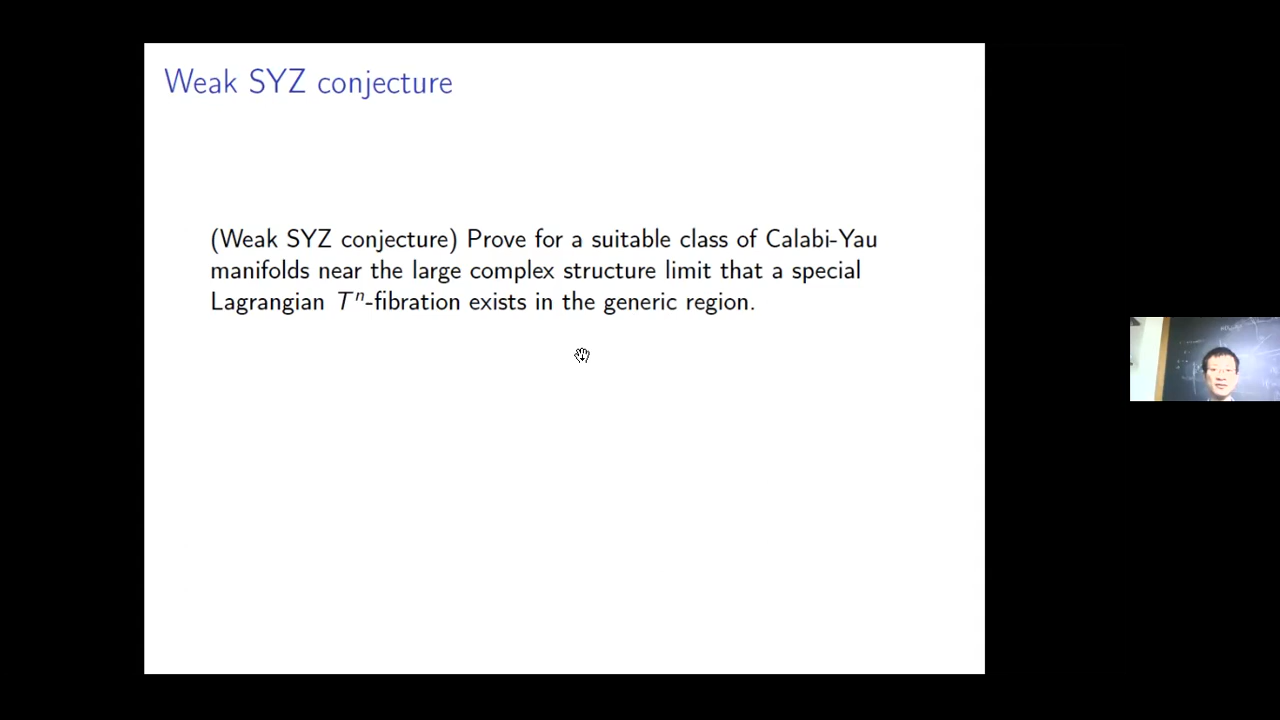 Weak SYZ conjecture
(Weak SYZ conjecture) Prove for a suitable class of Calabi-Yau
manifolds near the large complex structure limit that a special
Lagrangian Tⁿ-fibration exists in the generic region.